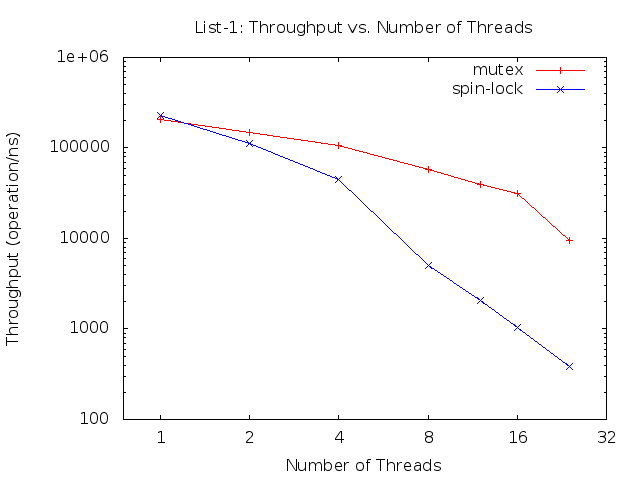 List-1: Throughput vs. Number of Threads
1e+06
mutex
spin-lock
100000
10000
1000
100
Throughput (operation/ns)
1 2 4 8 16 32
Number of Threads